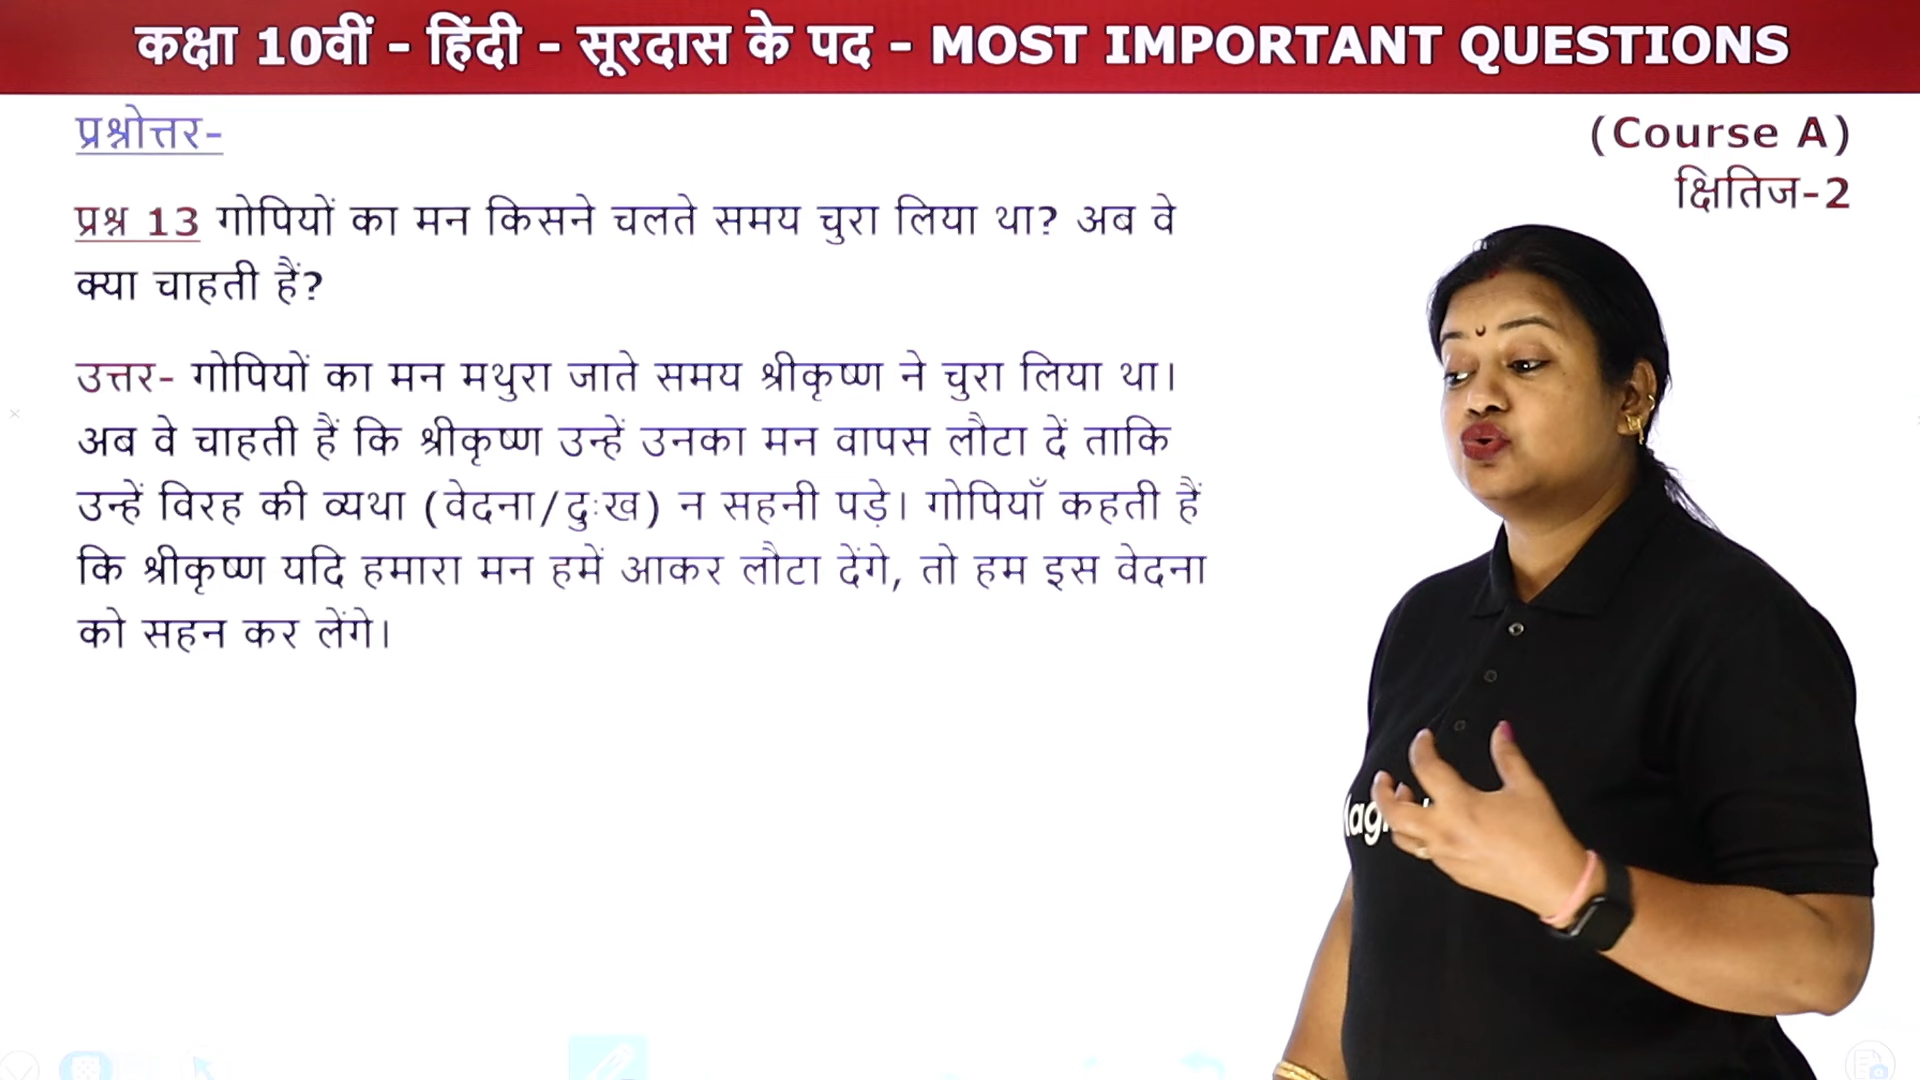 कक्षा 10वीं - हिंदी - सूरदास के पद - MOST IMPORTANT QUESTIONS
प्रश्नोत्तर-
(Course A)
क्षितिज-2
प्रश्न 13 गोपियों का मन किसने चलते समय चुरा लिया था? अब वे
क्या चाहती हैं?
उत्तर- गोपियों का मन मथुरा जाते समय श्रीकृष्ण ने चुरा लिया था।
अब वे चाहती हैं कि श्रीकृष्ण उन्हें उनका मन वापस लौटा दें ताकि
उन्हें विरह की व्यथा (वेदना/दुःख) न सहनी पड़े। गोपियाँ कहती हैं
कि श्रीकृष्ण यदि हमारा मन हमें आकर लौटा देंगे, तो हम इस वेदना
को सहन कर लेंगे।